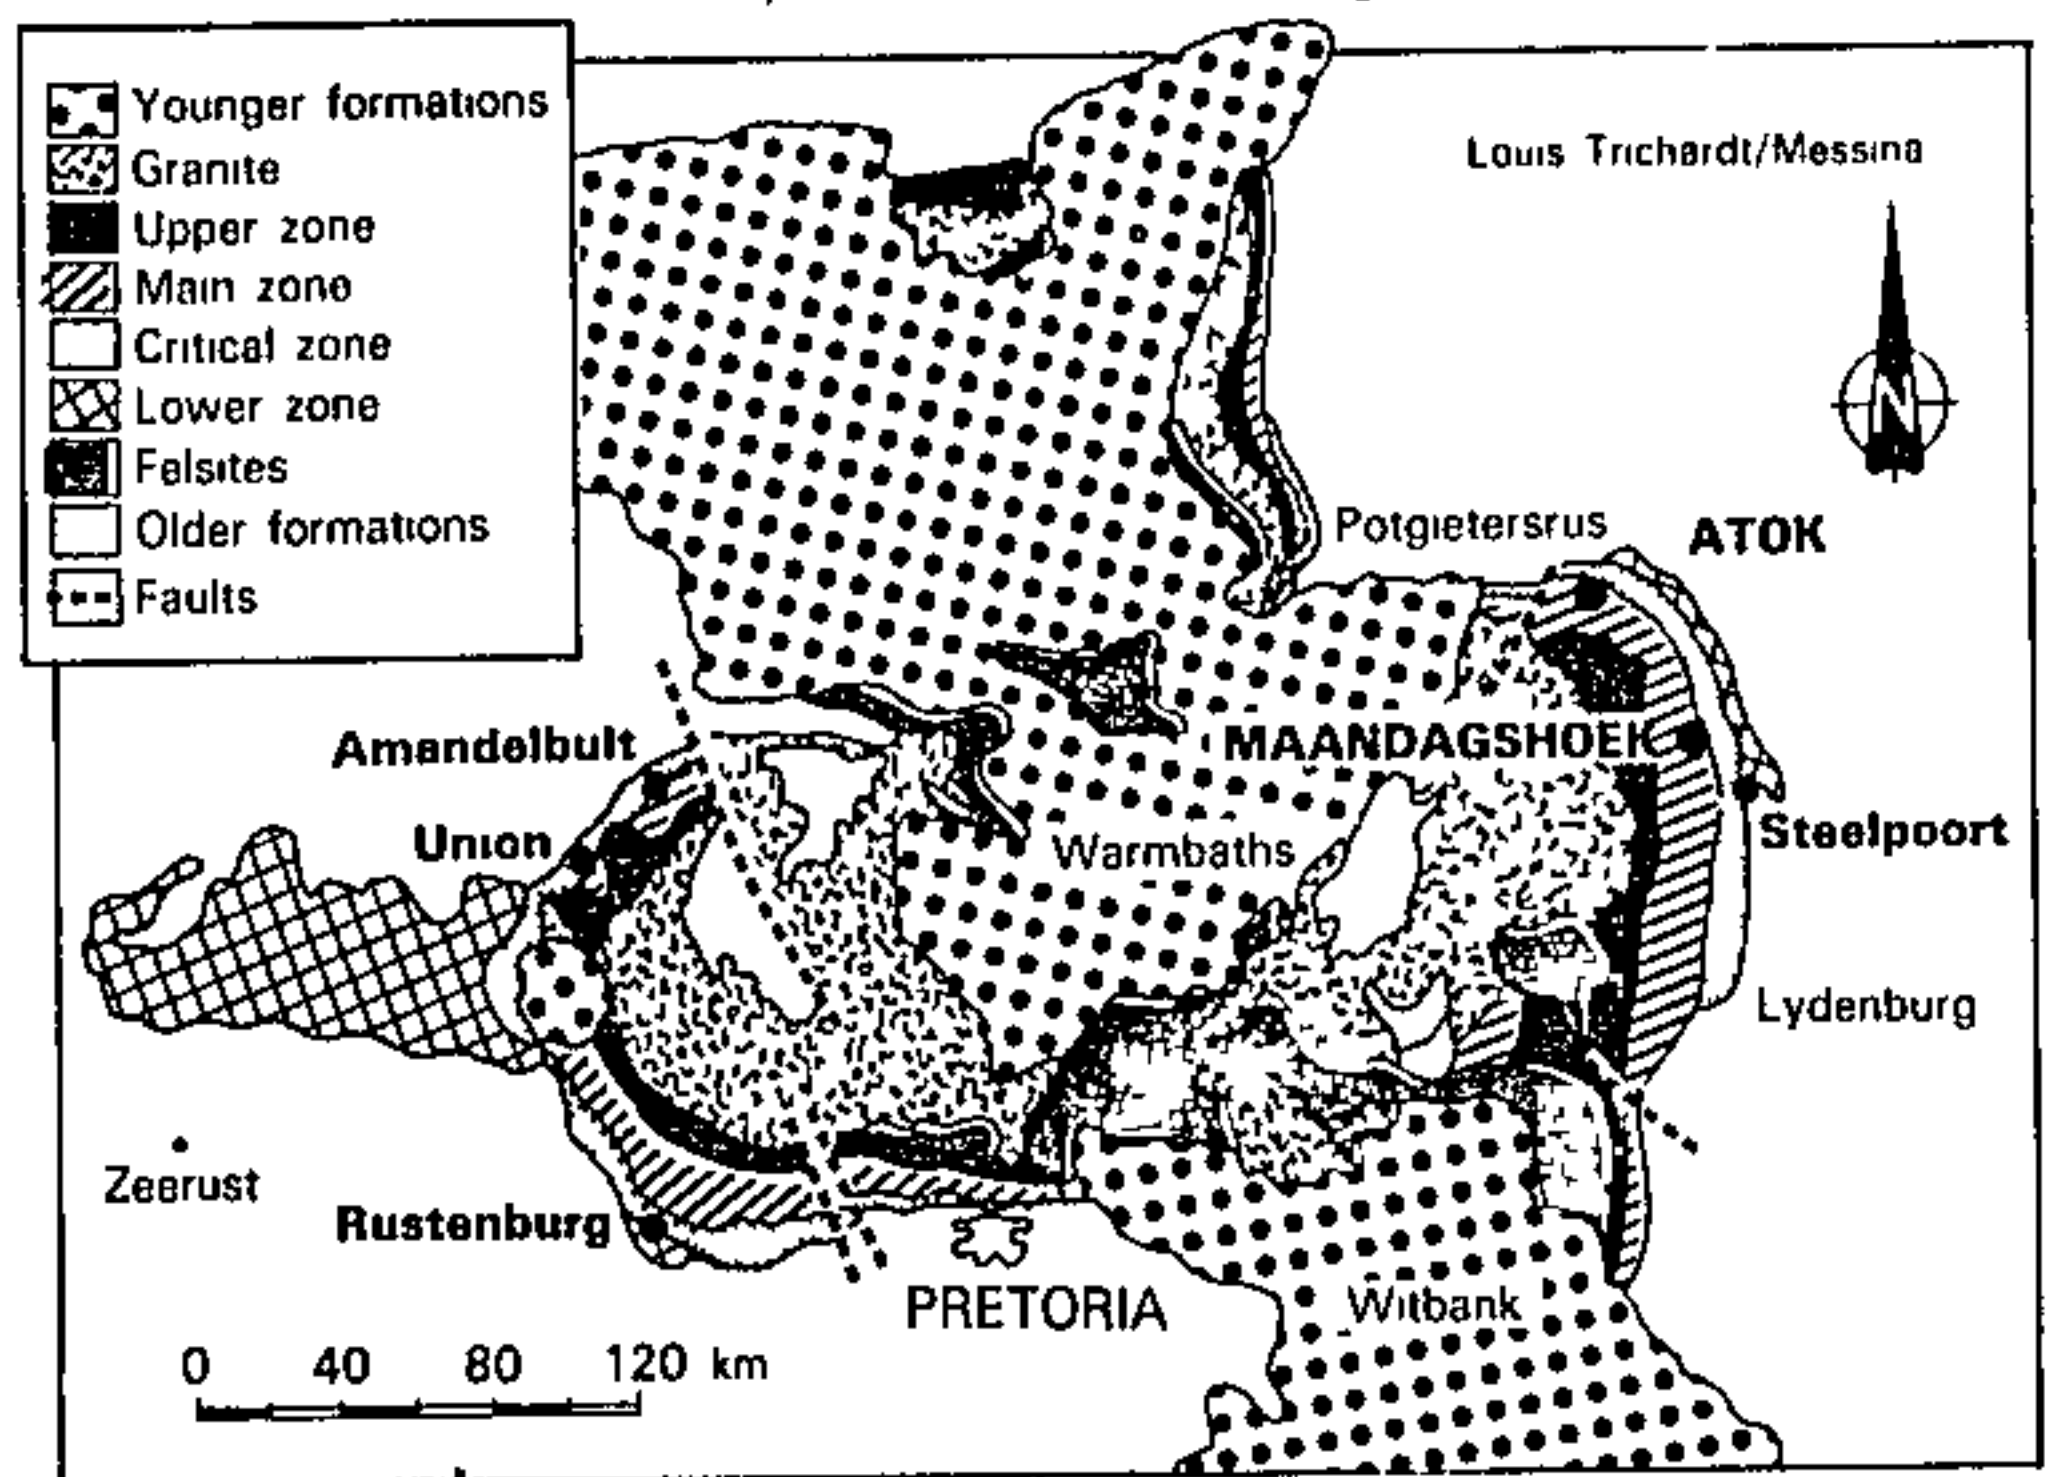 Younger formations
Granite
Upper zone
Main zone
Critical zone
Lower zone
Felsites
Older formations
Faults
Louis Trichardt/Messina
N
Potgietersrus
ATOK
Amandelbult
MAANDAGSHOEK
Union
Warmbaths
Steelpoort
Lydenburg
Zeerust
Rustenburg
PRETORIA
Witbank
0 40 80 120 km